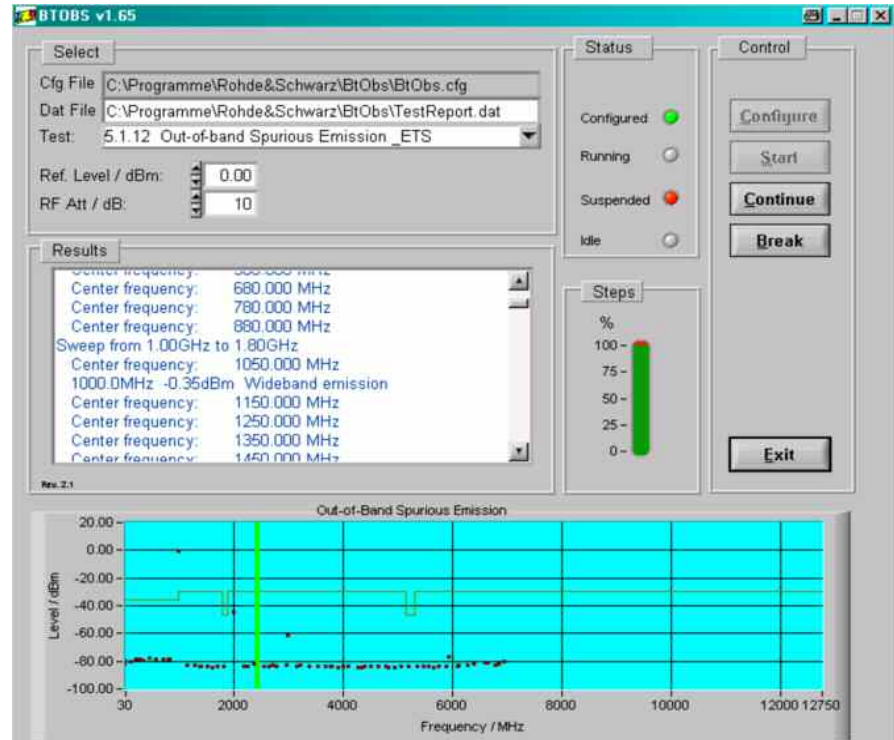 BTOBS v1.65
Select
Cfg File C:\Programme\Rohde&Schwarz\BtObs\BtObs.cfg
Dat File C:\Programme\Rohde&Schwarz\BtObs\TestReport.dat
Test: 5.1.12 Out-of-band Spurious Emission _ETS
Ref. Level / dBm: 0.00
RF Att / dB: 10
Status
Configured
Running
Suspended
Idle
Control
Configure
Start
Continue
Break
Exit
Results
Center frequency:
Center frequency: 680.000 MHz
Center frequency: 780.000 MHz
Center frequency: 880.000 MHz
Sweep from 1.00GHz to 1.80GHz
Center frequency: 1050.000 MHz
1000.0MHz -0.35dBm Wideband emission
Center frequency: 1150.000 MHz
Center frequency: 1250.000 MHz
Center frequency: 1350.000 MHz
Center frequency: 1450.000 MHz
Rev. 2.1
Steps
%
100
75
50
25
0
Out-of-Band Spurious Emission
Level / dBm
20.00
0.00
-20.00
-40.00
-60.00
-80.00
-100.00
30 2000 4000 6000 8000 10000 12000 12750
Frequency / MHz